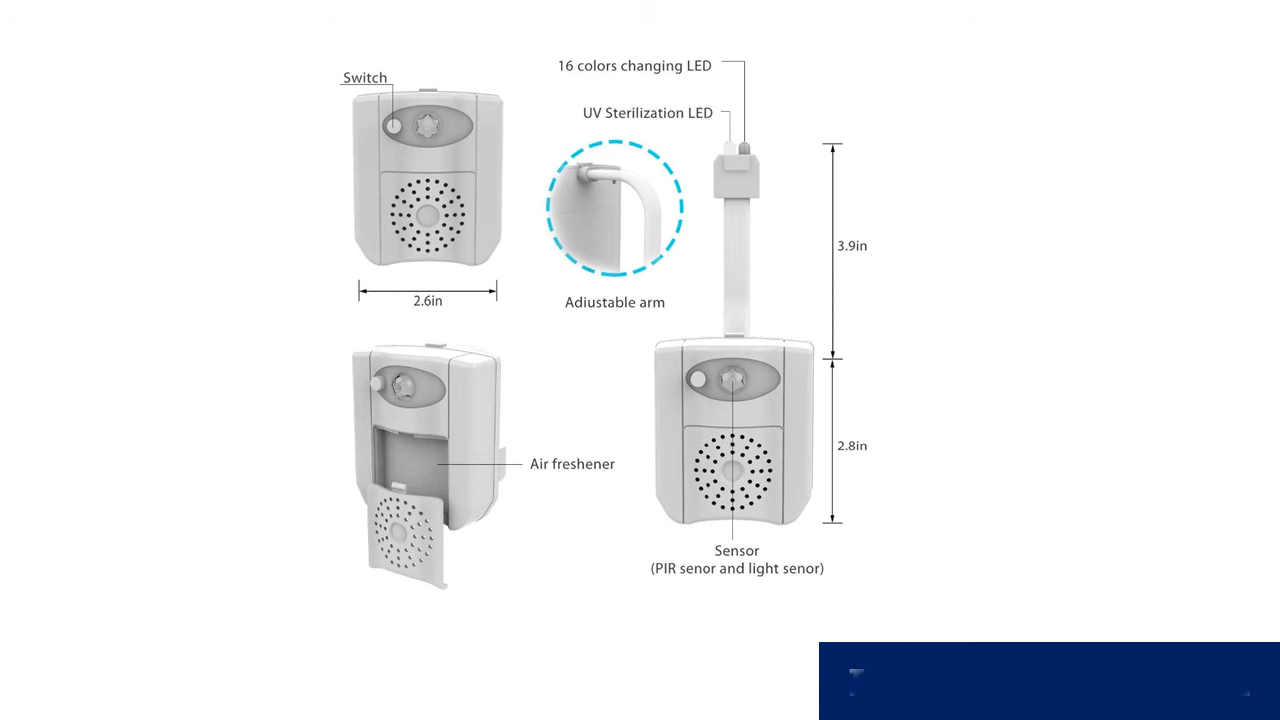 Switch
16 colors changing LED
UV Sterilization LED
3.9in
2.6in
Adiustable arm
2.8in
Air freshener
Sensor
(PIR senor and light senor)